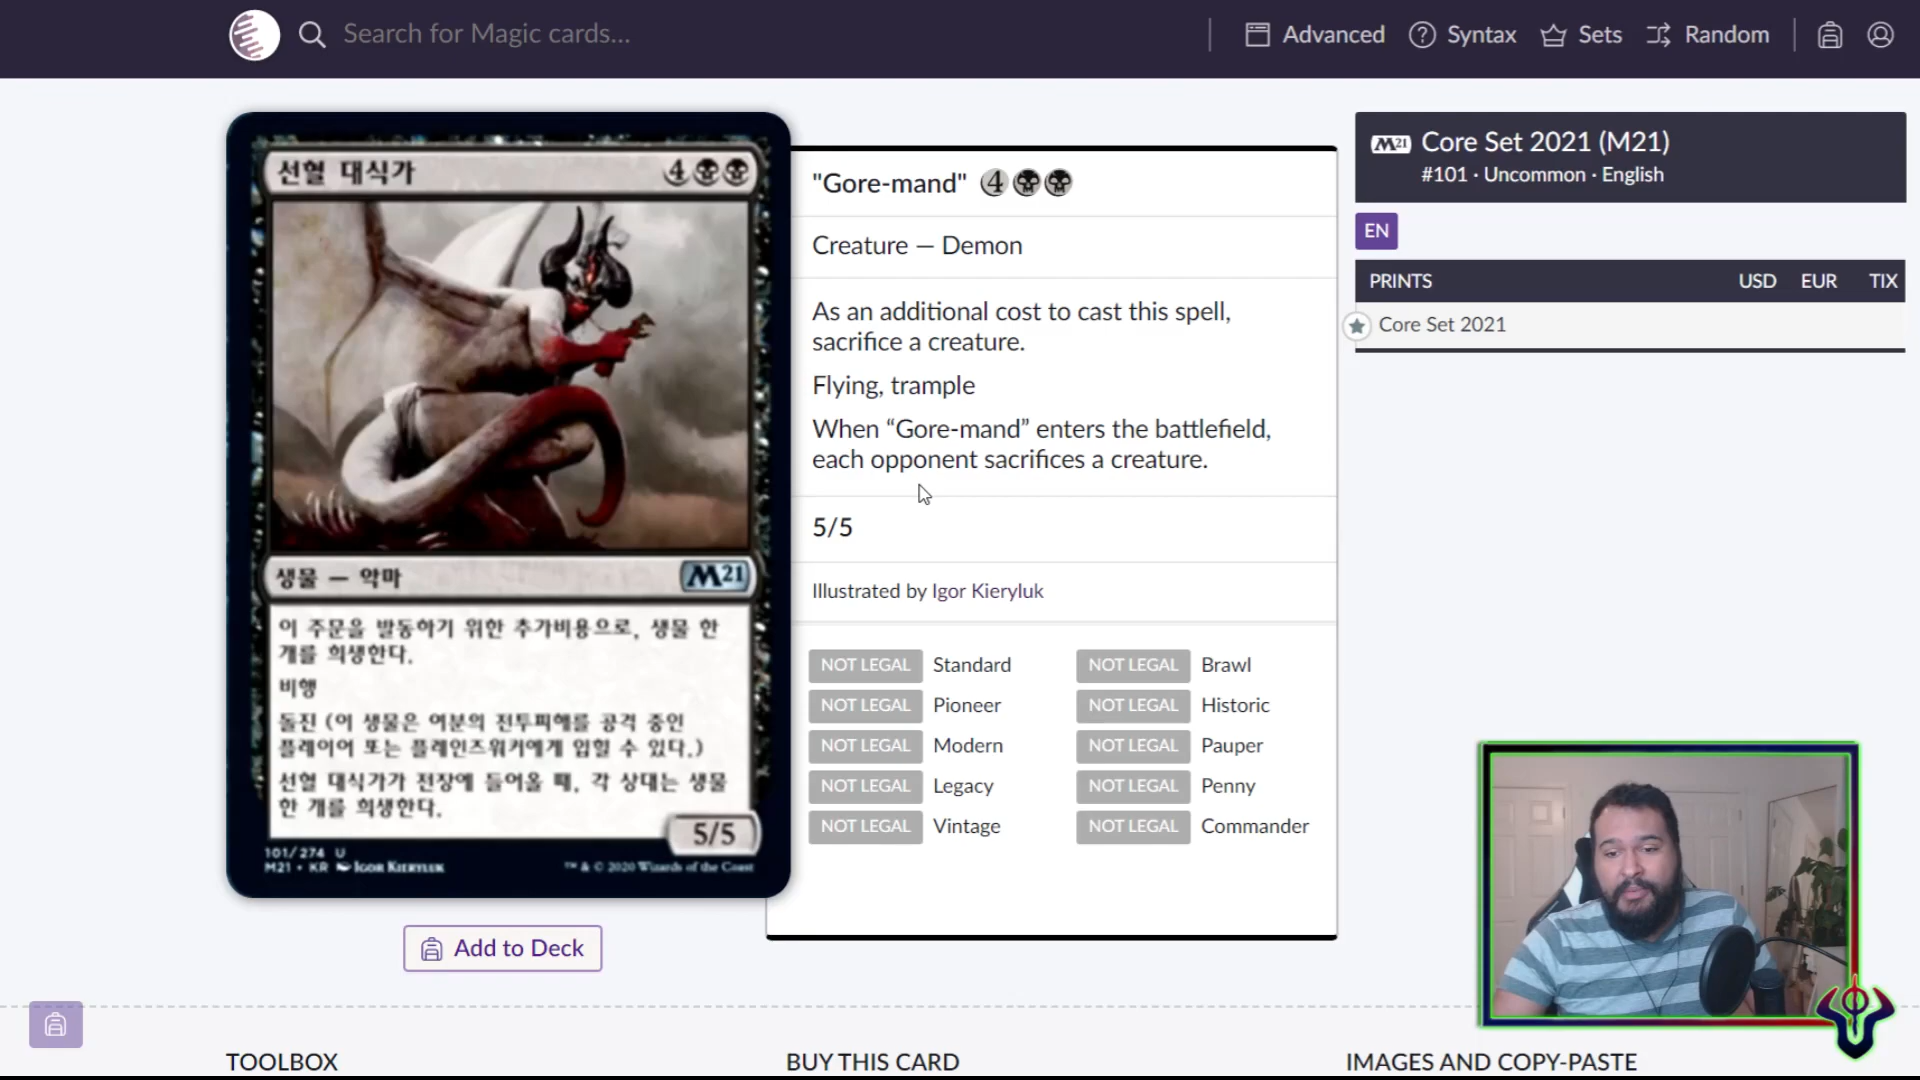 Search for Magic cards...
Advanced
Syntax
Sets
Random
선혈 대식가 4
생물 — 악마 M21
이 주문을 발동하기 위한 추가비용으로, 생물 한
개를 희생한다.
비행
돌진 (이 생물은 여분의 전투피해를 공격 중인
플레이어 또는 플레인즈워커에게 입힐 수 있다.)
선혈 대식가가 전장에 들어올 때, 각 상대는 생물
한 개를 희생한다.
5/5
101/274 U
M21 • KR Igor Kieryluk
™ & © 2020 Wizards of the Coast
Add to Deck
"Gore-mand" 4
Creature — Demon
As an additional cost to cast this spell,
sacrifice a creature.
Flying, trample
When “Gore-mand” enters the battlefield,
each opponent sacrifices a creature.
5/5
Illustrated by Igor Kieryluk
NOT LEGAL Standard NOT LEGAL Brawl
NOT LEGAL Pioneer NOT LEGAL Historic
NOT LEGAL Modern NOT LEGAL Pauper
NOT LEGAL Legacy NOT LEGAL Penny
NOT LEGAL Vintage NOT LEGAL Commander
M21 Core Set 2021 (M21)
#101 · Uncommon · English
EN
PRINTS USD EUR TIX
Core Set 2021
TOOLBOX
BUY THIS CARD
IMAGES AND COPY-PASTE